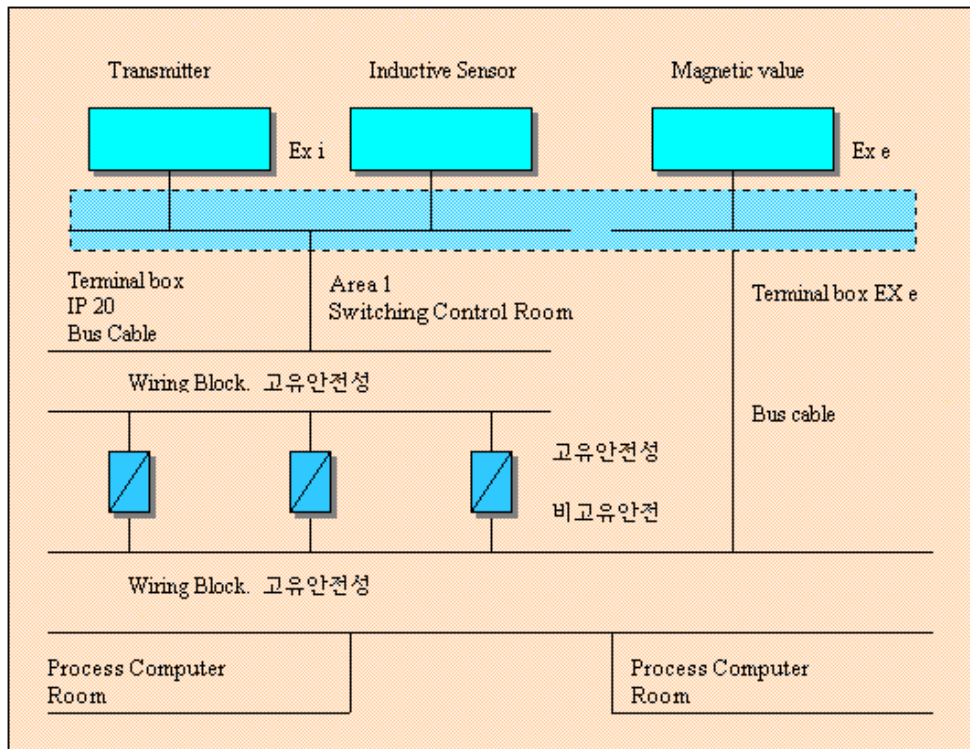 Transmitter
Inductive Sensor
Magnetic value
Ex i
Ex e
Terminal box
IP 20
Bus Cable
Area 1
Switching Control Room
Terminal box EX e
Wiring Block. 고유안전성
Bus cable
고유안전성
비고유안전
Wiring Block. 고유안전성
Process Computer
Room
Process Computer
Room